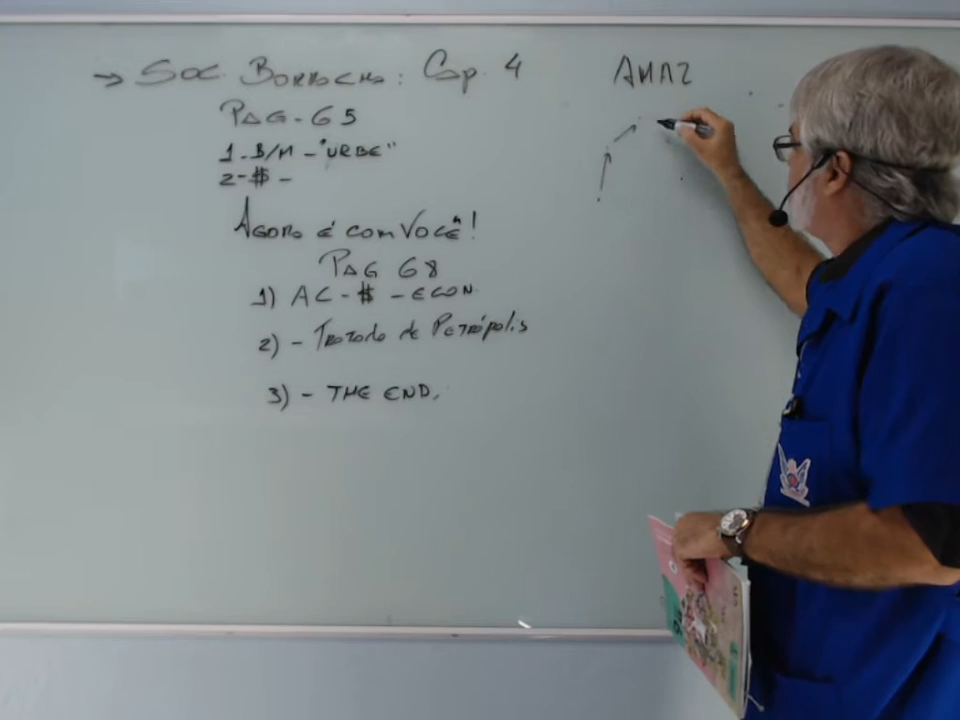 → Soc. Borracha: Cap. 4
PAG. 65
1-B/M - "URBE"
2-$ -
Agora é com Você"!
PAG 68
1) AC - $ - ECON.
2) - Tratado de Petrópolis
3) - THE END.
AMAZ